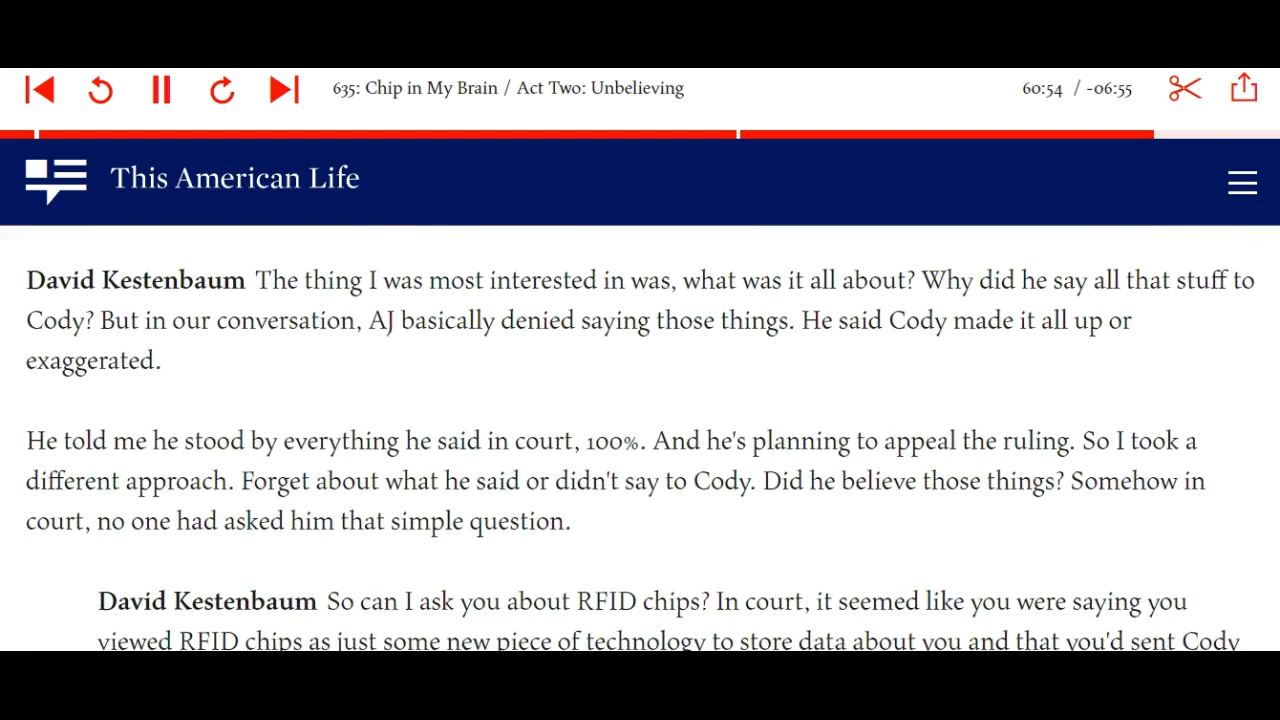 635: Chip in My Brain / Act Two: Unbelieving
60:54 / -06:55
This American Life
David Kestenbaum The thing I was most interested in was, what was it all about? Why did he say all that stuff to
Cody? But in our conversation, AJ basically denied saying those things. He said Cody made it all up or
exaggerated.
He told me he stood by everything he said in court, 100%. And he's planning to appeal the ruling. So I took a
different approach. Forget about what he said or didn't say to Cody. Did he believe those things? Somehow in
court, no one had asked him that simple question.
David Kestenbaum So can I ask you about RFID chips? In court, it seemed like you were saying you
viewed RFID chips as just some new piece of technology to store data about you and that you'd sent Cody